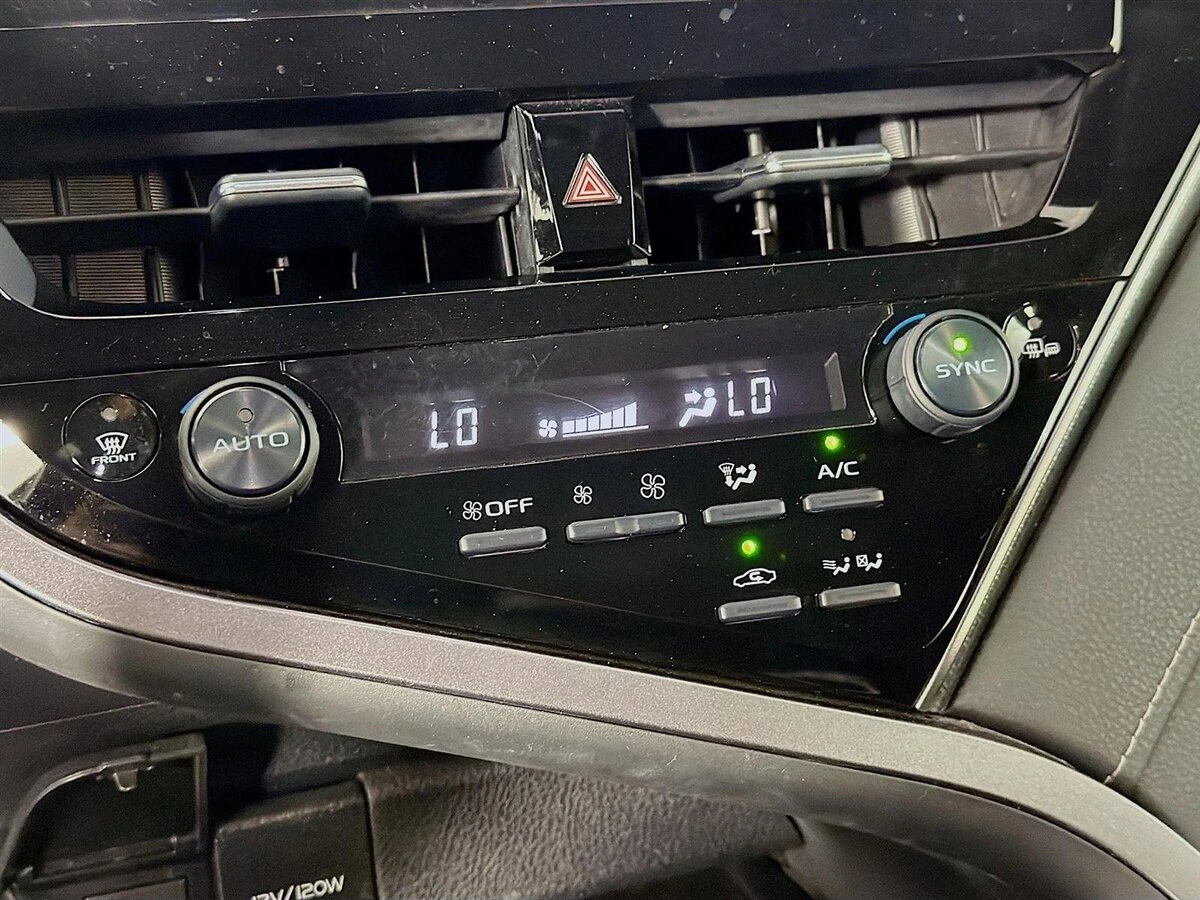 SYNC
AUTO
FRONT
LO
LO
A/C
OFF
12V/120W